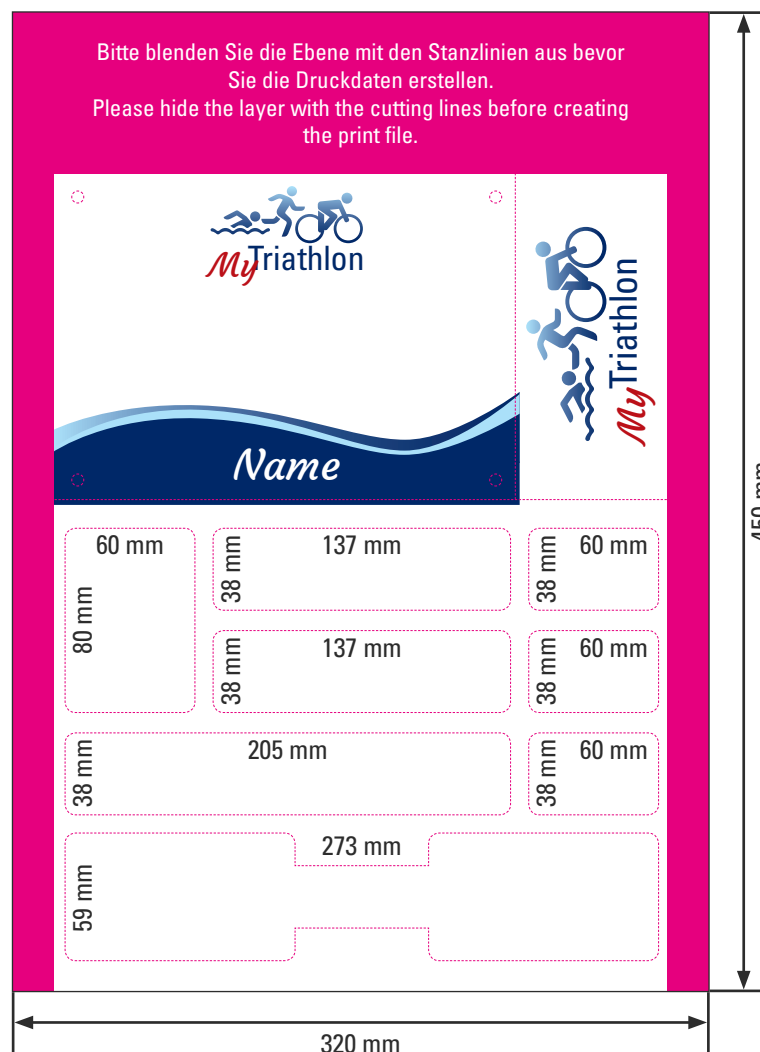 Bitte blenden Sie die Ebene mit den Stanzlinien aus bevor
Sie die Druckdaten erstellen.
Please hide the layer with the cutting lines before creating
the print file.
MyTriathlon
MyTriathlon
Name
450 mm
60 mm
80 mm
137 mm
38 mm
60 mm
38 mm
137 mm
38 mm
60 mm
38 mm
205 mm
38 mm
60 mm
38 mm
273 mm
59 mm
320 mm